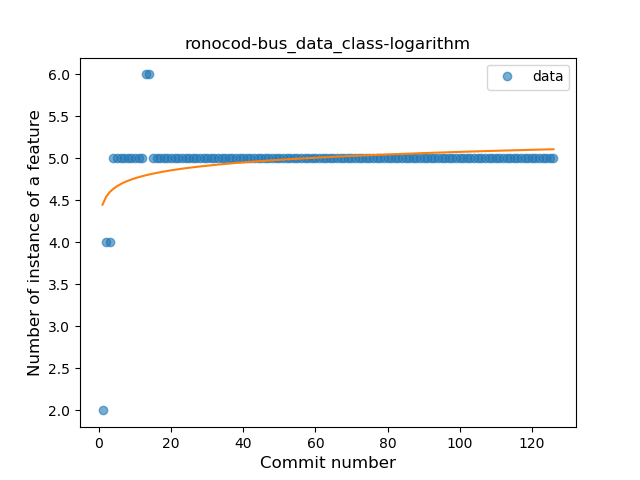 ronocod-bus_data_class-logarithm
data
Number of instance of a feature
6.0
5.5
5.0
4.5
4.0
3.5
3.0
2.5
2.0
0 20 40 60 80 100 120
Commit number